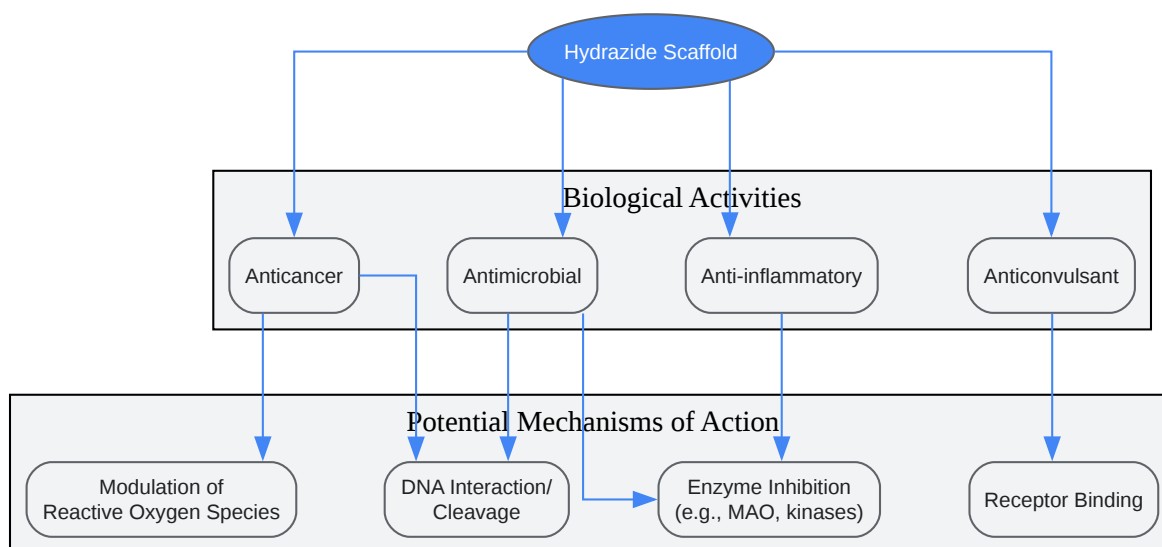 Hydrazide Scaffold
Biological Activities
Anticancer
Antimicrobial
Anti-inflammatory
Anticonvulsant
Potential Mechanisms of Action
Modulation of
Reactive Oxygen Species
DNA Interaction/
Cleavage
Enzyme Inhibition
(e.g., MAO, kinases)
Receptor Binding